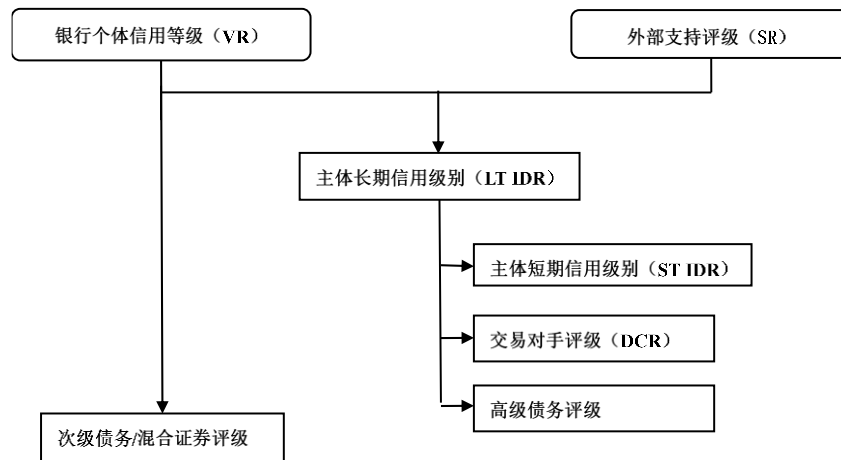 银行个体信用等级（VR）
外部支持评级（SR）
主体长期信用级别（LT IDR）
主体短期信用级别（ST IDR）
交易对手评级（DCR）
高级债务评级
次级债务/混合证券评级